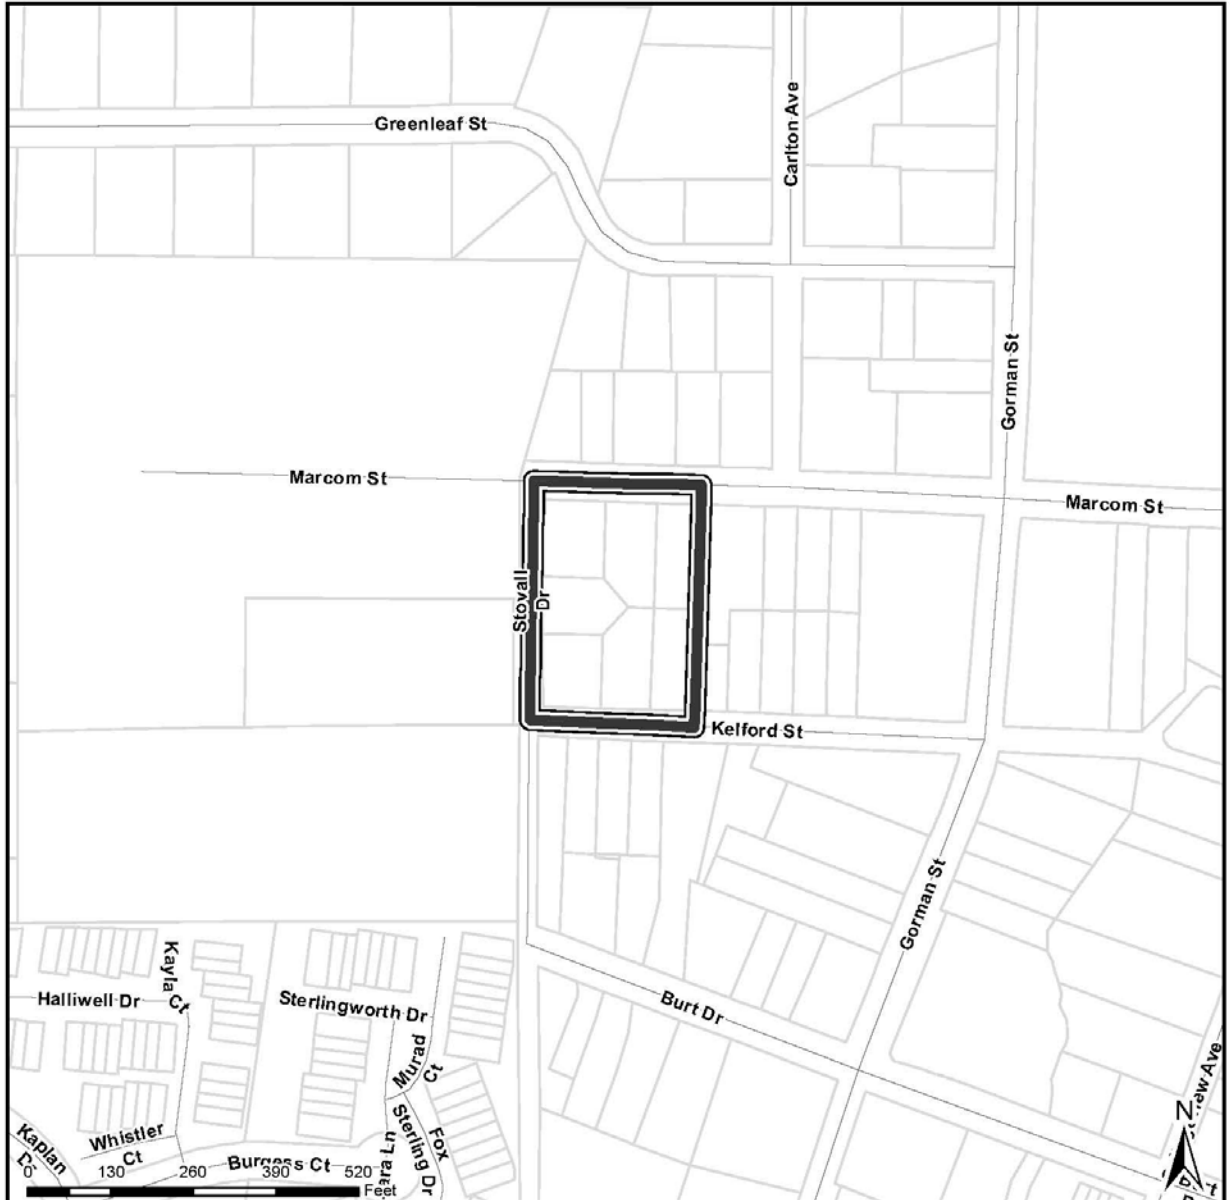 Greenleaf St
Carlton Ave
Gorman St
Marcom St
Marcom St
Stovall
Dr
Kelford St
Gorman St
Burt Dr
Kayla
Ct
Halliwell Dr
Sterlingworth Dr
Murad
Ct
Whistler
Ct
Kaplan
Burgess Ct
Fox
Sterling Dr
N
0 130 260 390 520
Feet